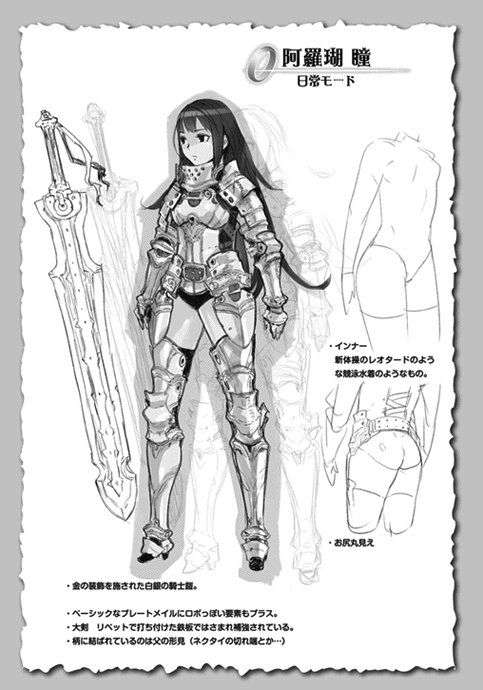 阿羅瑚 瞳
日常モード
・インナー
新体操のレオタードのよう
な競泳水着のようなもの。
・お尻丸見え
・金の装飾を施された白銀の騎士鎧。
・ベーシックなプレートメイルにロボっぽい要素もプラス。
・大剣 リベットで打ち付けた鉄板ではさまれ補強されている。
・柄に結ばれているのは父の形見（ネクタイの切れ端とか…）